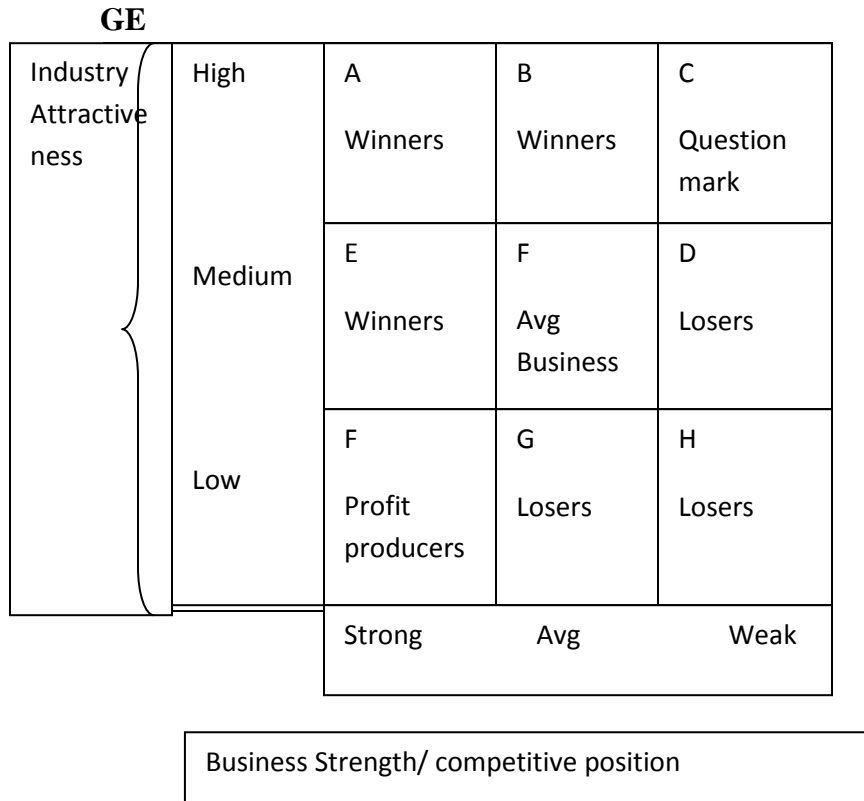 GE
Industry
Attractive
ness
High
A
B
C
Winners
Winners
Question
mark
Medium
E
F
D
Winners
Avg
Business
Losers
Low
F
G
H
Profit
producers
Losers
Losers
Strong Avg Weak
Business Strength/ competitive position